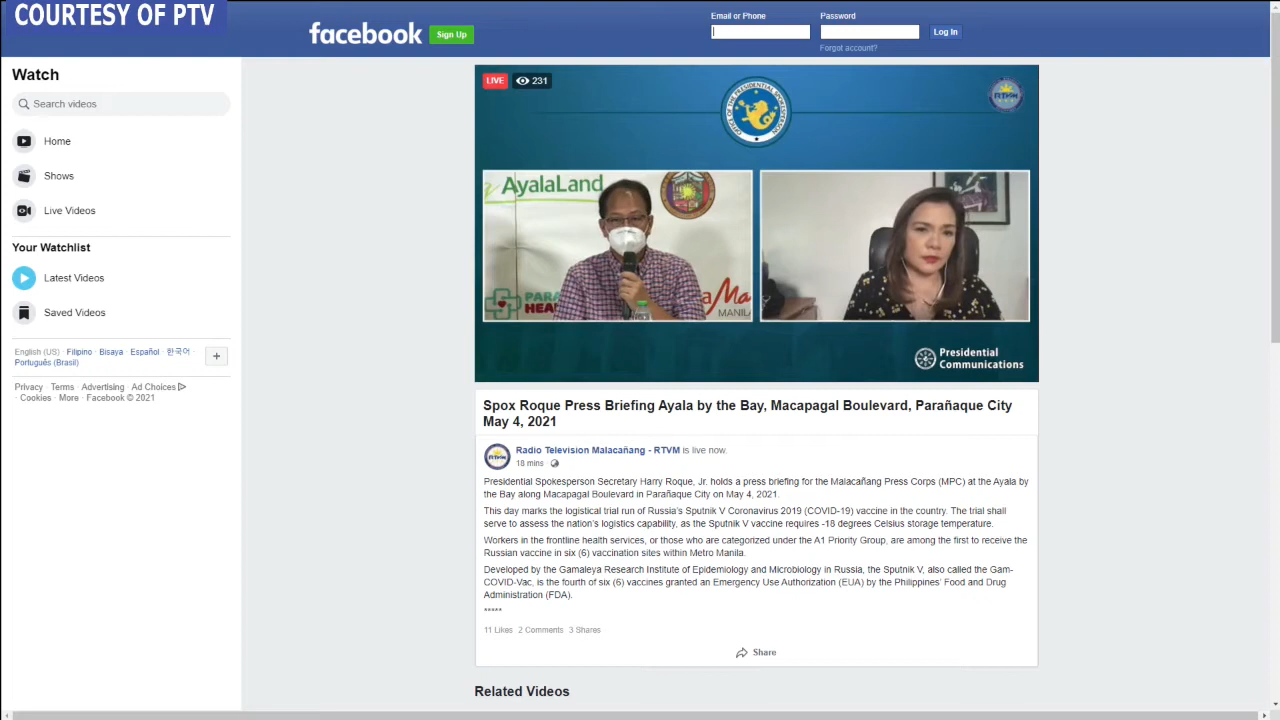 COURTESY OF PTV
facebook
Sign Up
Email or Phone
Password
Log In
Forgot account?
Watch
Search videos
Home
Shows
Live Videos
Your Watchlist
Latest Videos
Saved Videos
English (US) · Filipino · Bisaya · Español · 한국어 ·
Português (Brasil)
Privacy · Terms · Advertising · Ad Choices
· Cookies · More · Facebook © 2021
LIVE
231
OFFICE OF THE PRESIDENTIAL SPOKESPERSON
RTVM
AyalaLand
MANILA
Presidential
Communications
Spox Roque Press Briefing Ayala by the Bay, Macapagal Boulevard, Parañaque City
May 4, 2021
Radio Television Malacañang - RTVM is live now.
18 mins
Presidential Spokesperson Secretary Harry Roque, Jr. holds a press briefing for the Malacañang Press Corps (MPC) at the Ayala by
the Bay along Macapagal Boulevard in Parañaque City on May 4, 2021.
This day marks the logistical trial run of Russia's Sputnik V Coronavirus 2019 (COVID-19) vaccine in the country. The trial shall
serve to assess the nation's logistics capability, as the Sputnik V vaccine requires -18 degrees Celsius storage temperature.
Workers in the frontline health services, or those who are categorized under the A1 Priority Group, are among the first to receive the
Russian vaccine in six (6) vaccination sites within Metro Manila.
Developed by the Gamaleya Research Institute of Epidemiology and Microbiology in Russia, the Sputnik V, also called the Gam-
COVID-Vac, is the fourth of six (6) vaccines granted an Emergency Use Authorization (EUA) by the Philippines' Food and Drug
Administration (FDA).
*****
11 Likes 2 Comments 3 Shares
Share
Related Videos